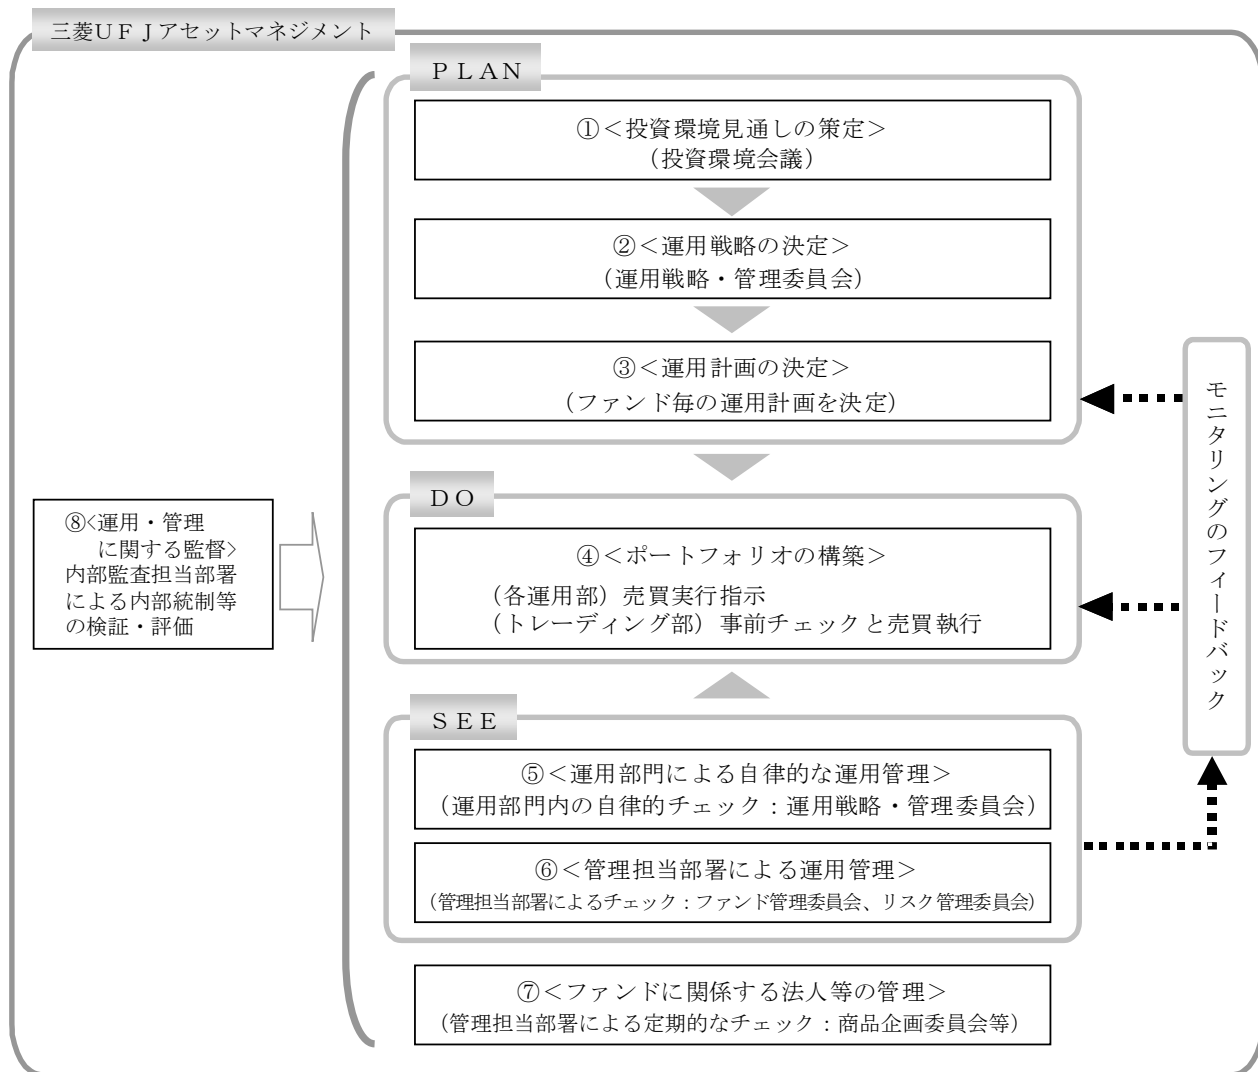 三菱ＵＦＪアセットマネジメント
ＰＬＡＮ
①＜投資環境見通しの策定＞
（投資環境会議）
②＜運用戦略の決定＞
（運用戦略・管理委員会）
③＜運用計画の決定＞
（ファンド毎の運用計画を決定）
ＤＯ
④＜ポートフォリオの構築＞
（各運用部）売買実行指示
（トレーディング部）事前チェックと売買執行
ＳＥＥ
⑤＜運用部門による自律的な運用管理＞
（運用部門内の自律的チェック：運用戦略・管理委員会）
⑥＜管理担当部署による運用管理＞
（管理担当部署によるチェック：ファンド管理委員会、リスク管理委員会）
⑦＜ファンドに関係する法人等の管理＞
（管理担当部署による定期的なチェック：商品企画委員会等）
⑧<運用・管理
に関する監督>
内部監査担当部署
による内部統制等
の検証・評価
モニタリングのフィードバック